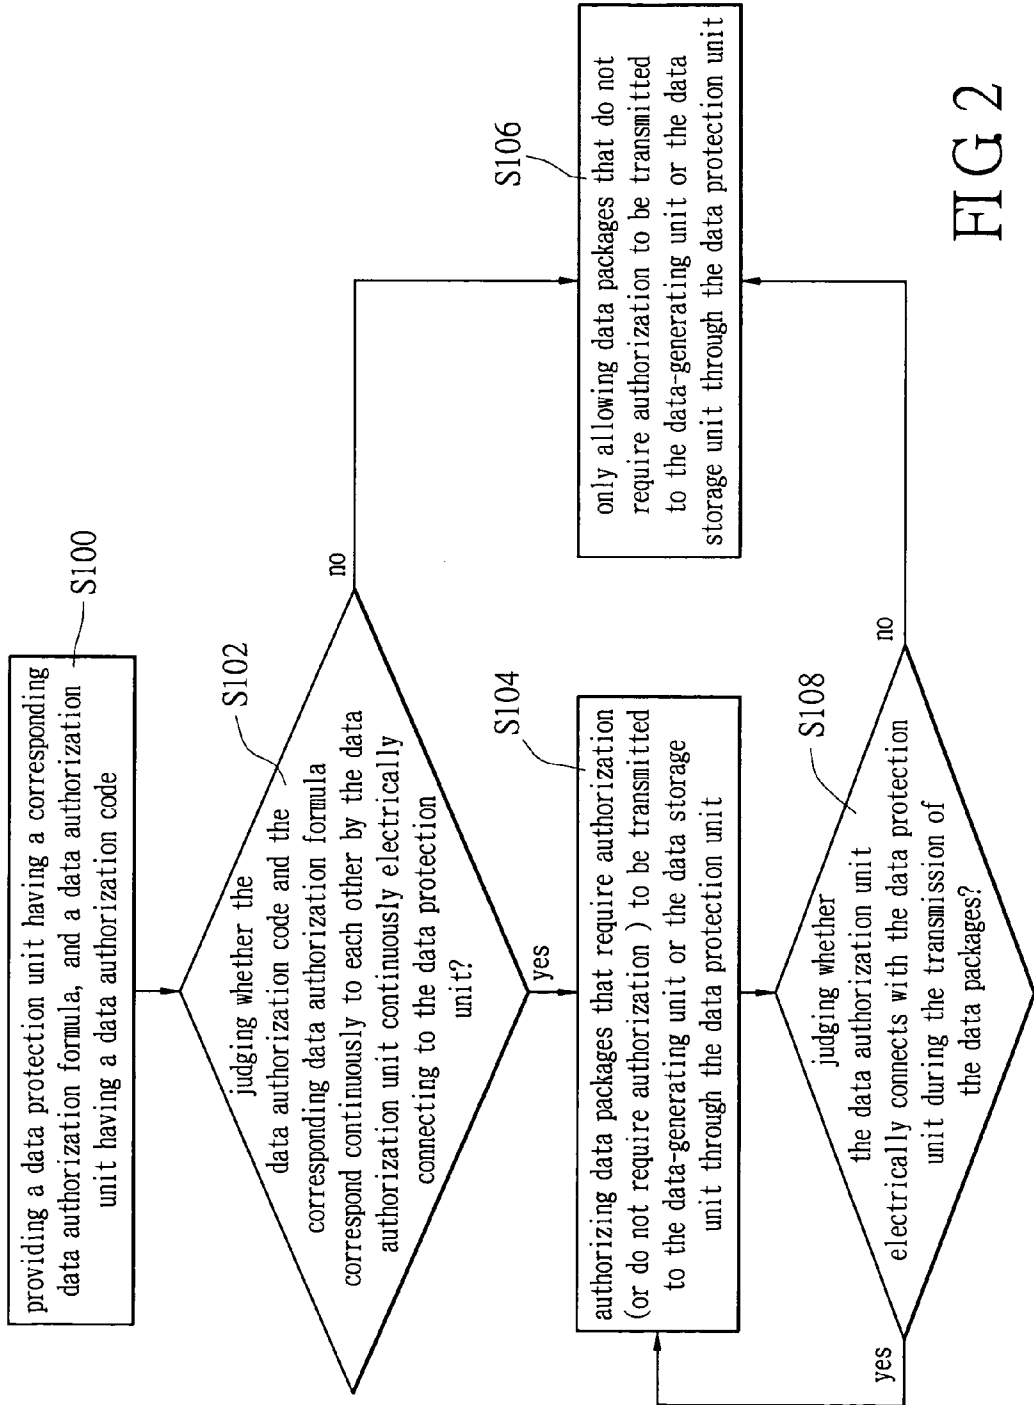 providing a data protection unit having a corresponding
data authorization formula, and a data authorization
unit having a data authorization code
S100
judging whether the
data authorization code and the
corresponding data authorization formula
correspond continuously to each other by the data
authorization unit continuously electrically
connecting to the data protection
unit?
S102
no
yes
authorizing data packages that require authorization
(or do not require authorization ) to be transmitted
to the data-generating unit or the data storage
unit through the data protection unit
S104
only allowing data packages that do not
require authorization to be transmitted
to the data-generating unit or the data
storage unit through the data protection unit
S106
judging whether
the data authorization unit
electrically connects with the data protection
unit during the transmission of
the data packages?
S108
yes
no
FIG. 2